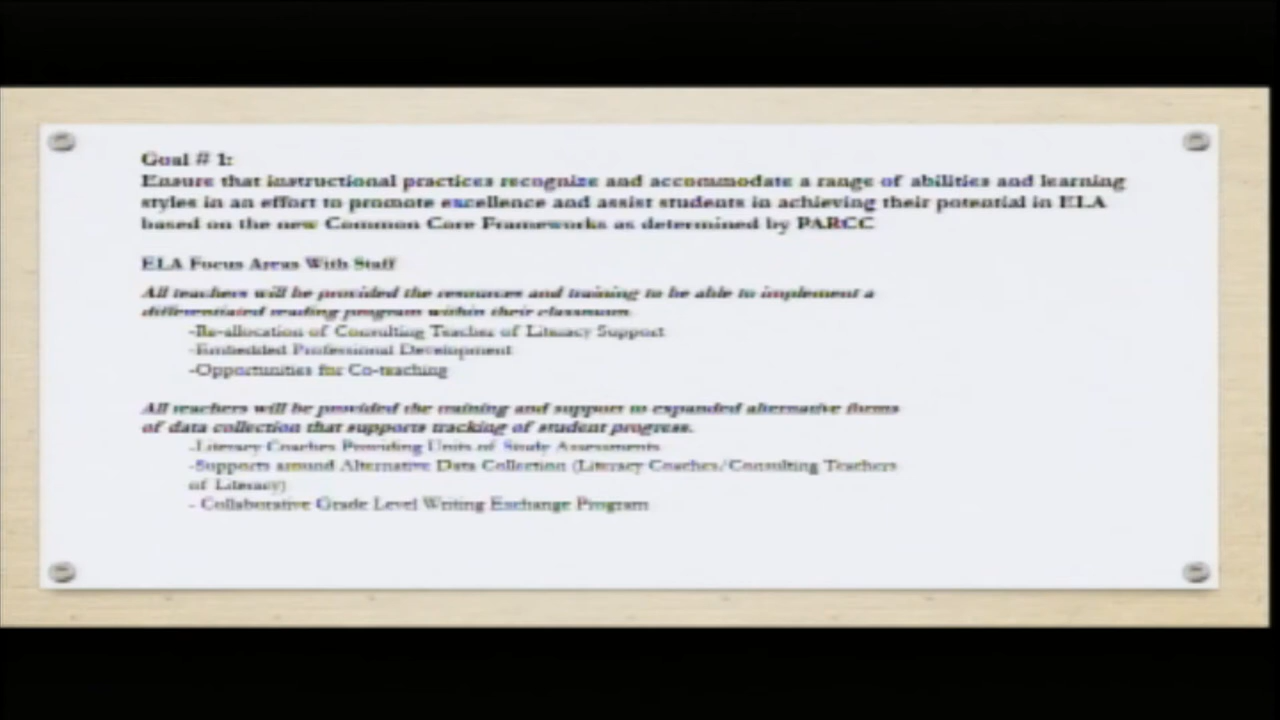 Goal # 1:
Ensure that instructional practices recognize and accommodate a range of abilities and learning
styles in an effort to promote excellence and assist students in achieving their potential in ELA
based on the new Common Core Frameworks as determined by PARCC
ELA Focus Areas With Staff
All teachers will be provided the resources and training to be able to implement a
differentiated reading program within their classroom.
-Re-allocation of Consulting Teacher of Literacy Support
-Embedded Professional Development
-Opportunities for Co-teaching
All teachers will be provided the training and support to expanded alternative forms
of data collection that supports tracking of student progress.
-Literacy Coaches Providing Units of Study Assessments
-Supports around Alternative Data Collection (Literacy Coaches/Consulting Teachers
of Literacy)
- Collaborative Grade Level Writing Exchange Program